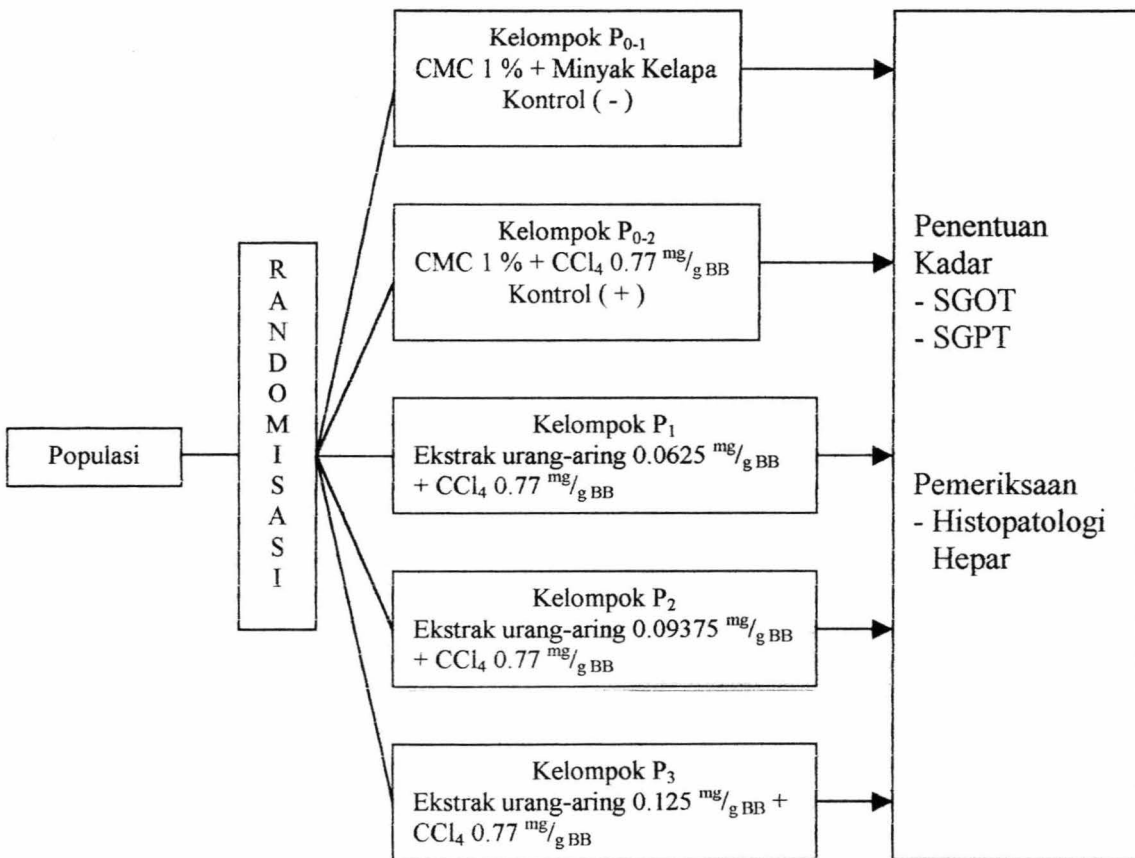 Populasi
R
A
N
D
O
M
I
S
A
S
I
Kelompok P₀₋₁
CMC 1 % + Minyak Kelapa
Kontrol ( - )
Kelompok P₀₋₂
CMC 1 % + CCl₄ 0.77 mg/g BB
Kontrol ( + )
Kelompok P₁
Ekstrak urang-aring 0.0625 mg/g BB
+ CCl₄ 0.77 mg/g BB
Kelompok P₂
Ekstrak urang-aring 0.09375 mg/g BB
+ CCl₄ 0.77 mg/g BB
Kelompok P₃
Ekstrak urang-aring 0.125 mg/g BB +
CCl₄ 0.77 mg/g BB
Penentuan
Kadar
- SGOT
- SGPT
Pemeriksaan
- Histopatologi
Hepar